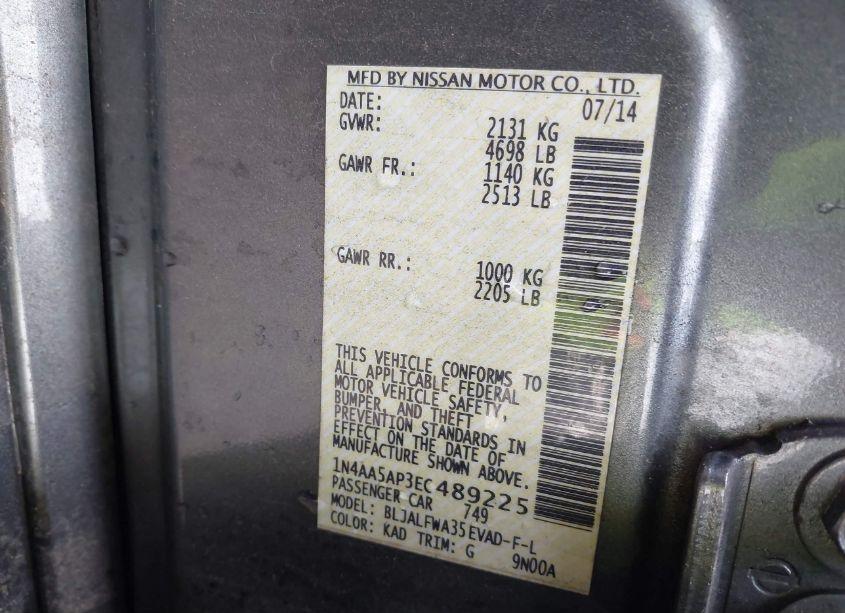 MFD BY NISSAN MOTOR CO., LTD.
DATE: 07/14
GVWR: 2131 KG
4698 LB
GAWR FR.: 1140 KG
2513 LB
GAWR RR.: 1000 KG
2205 LB
THIS VEHICLE CONFORMS TO
ALL APPLICABLE FEDERAL
MOTOR VEHICLE SAFETY,
BUMPER, AND THEFT
PREVENTION STANDARDS IN
EFFECT ON THE DATE OF
MANUFACTURE SHOWN ABOVE.
1N4AA5AP3EC489225
PASSENGER CAR 749
MODEL: BLJALFWA35EVAD-F-L
COLOR: KAD TRIM: G 9N00A